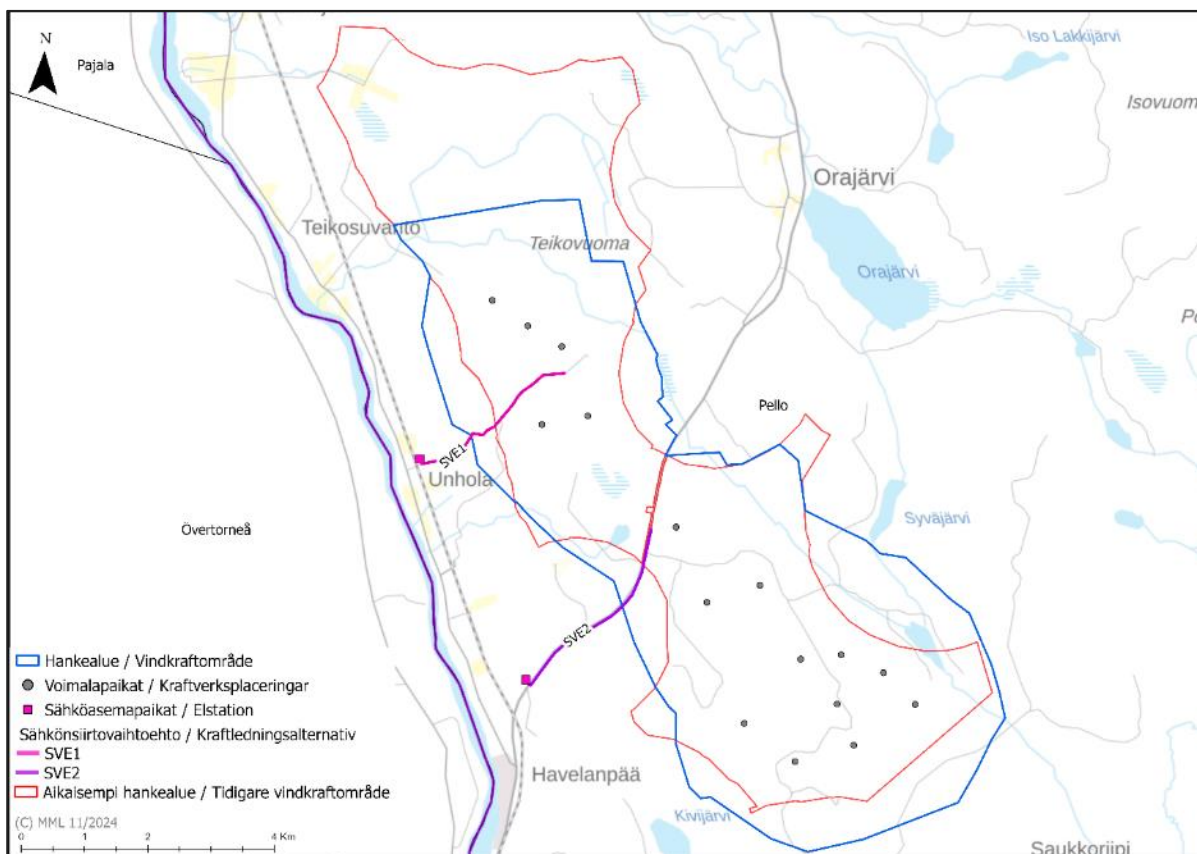 N
Pajala
Iso Lakkijärvi
Isovuom
Orajärvi
Teikosuvanto
Teikovuoma
Orajärvi
Po
Pello
SVE1
Unhola
Syväjärvi
Övertorneå
SVE2
Hankealue / Vindkraftområde
Voimalapaikat / Kraftverksplaceringar
Sähköasemapaikat / Elstation
Sähkönsiirtovaihtoehto / Kraftledningsalternativ
SVE1
SVE2
Aikaisempi hankealue / Tidigare vindkraftområde
Havelanpää
Kivijärvi
(C) MML 11/2024
0 1 2 4 Km
Saukkoriipi